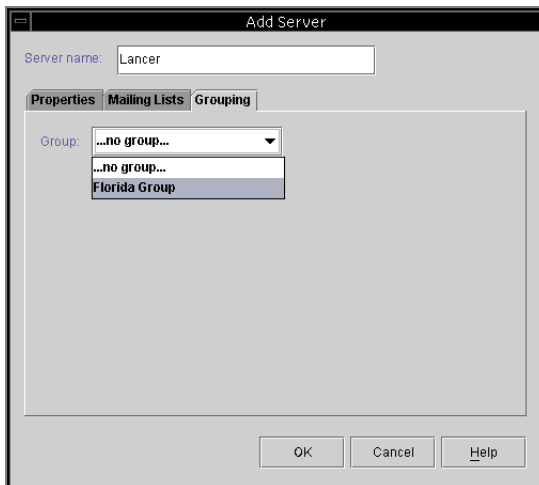 Add Server
Server name: Lancer
Properties Mailing Lists Grouping
Group: ...no group...
...no group...
Florida Group
OK Cancel Help